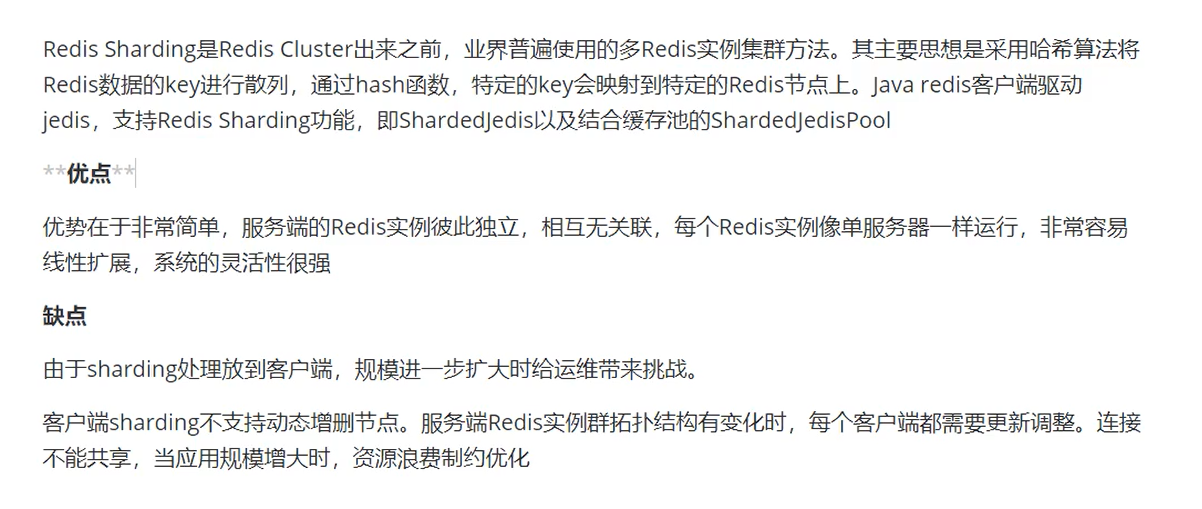 Redis Sharding是Redis Cluster出来之前，业界普遍使用的多Redis实例集群方法。其主要思想是采用哈希算法将
Redis数据的key进行散列，通过hash函数，特定的key会映射到特定的Redis节点上。Java redis客户端驱动
jedis，支持Redis Sharding功能，即ShardedJedis以及结合缓存池的ShardedJedisPool
**优点**
优势在于非常简单，服务端的Redis实例彼此独立，相互无关联，每个Redis实例像单服务器一样运行，非常容易
线性扩展，系统的灵活性很强
缺点
由于sharding处理放到客户端，规模进一步扩大时给运维带来挑战。
客户端sharding不支持动态增删节点。服务端Redis实例群拓扑结构有变化时，每个客户端都需要更新调整。连接
不能共享，当应用规模增大时，资源浪费制约优化